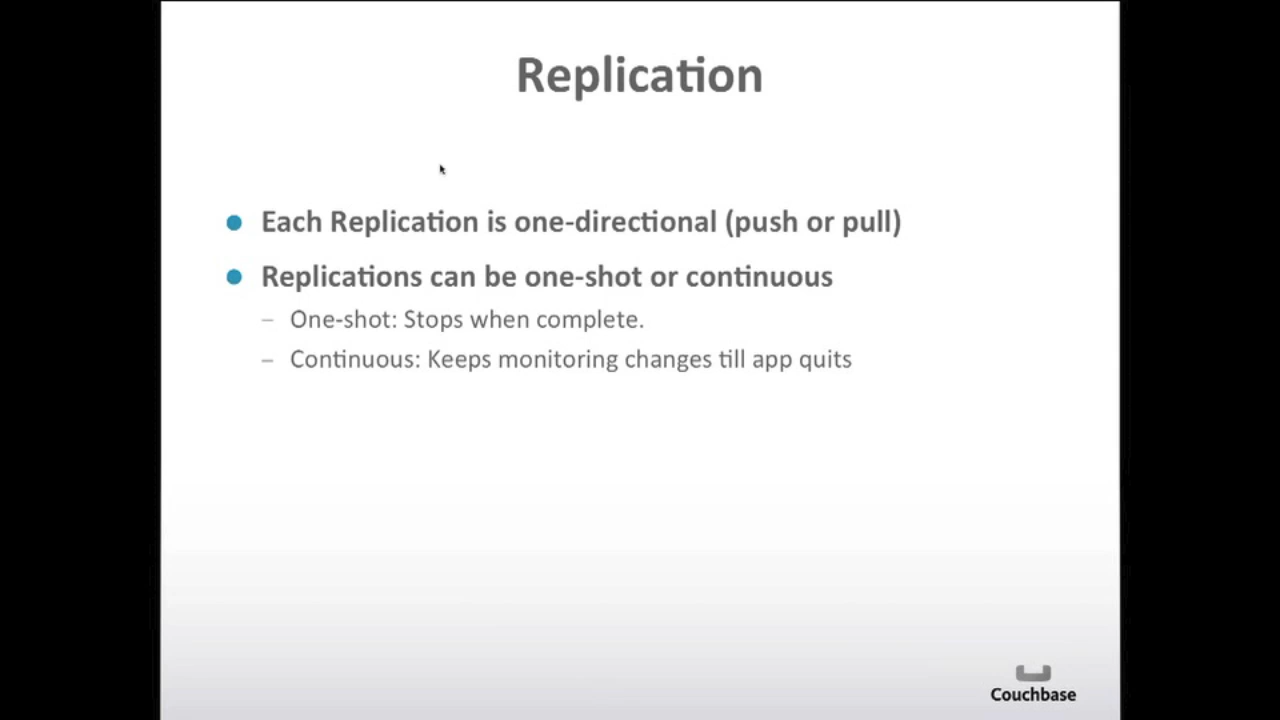 Replication
Each Replication is one-directional (push or pull)
Replications can be one-shot or continuous
– One-shot: Stops when complete.
– Continuous: Keeps monitoring changes till app quits
Couchbase